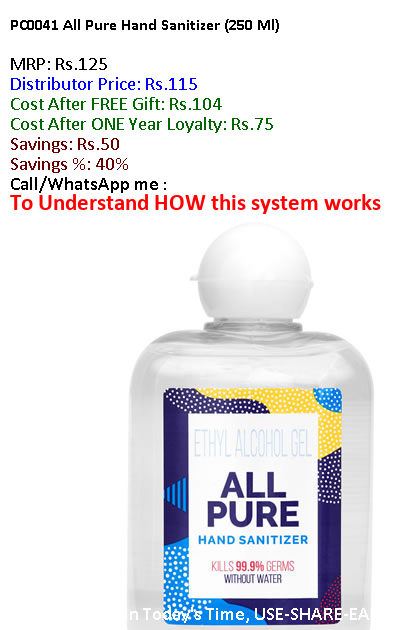 PC0041 All Pure Hand Sanitizer (250 Ml)
MRP: Rs.125
Distributor Price: Rs.115
Cost After FREE Gift: Rs.104
Cost After ONE Year Loyalty: Rs.75
Savings: Rs.50
Savings %: 40%
Call/WhatsApp me :
To Understand HOW this system works
ETHYL ALCOHOL GEL
ALL
PURE
HAND SANITIZER
KILLS 99.9% GERMS
WITHOUT WATER
n Today's Time, USE-SHARE-EA